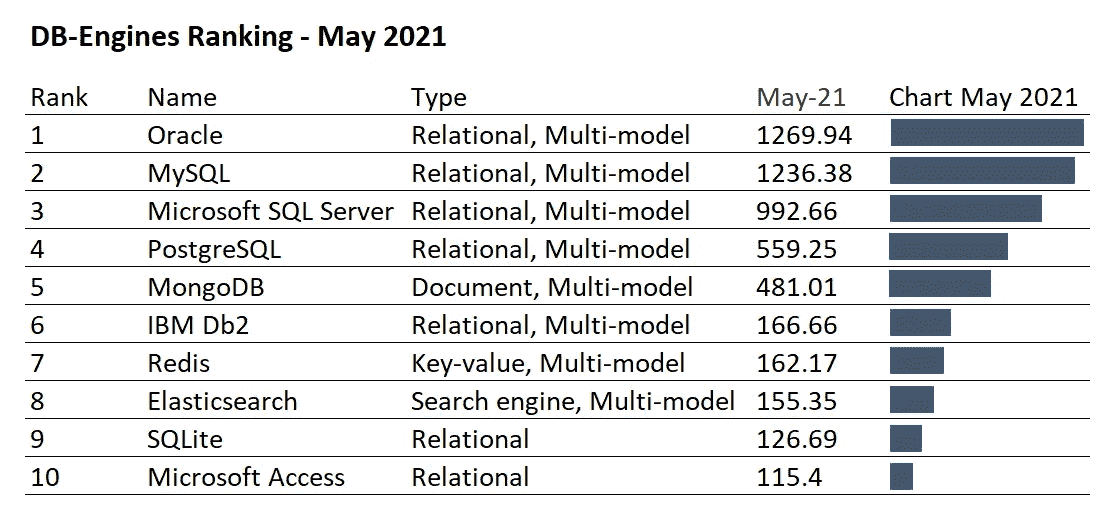 DB-Engines Ranking - May 2021
Rank Name Type May-21 Chart May 2021
1 Oracle Relational, Multi-model 1269.94
2 MySQL Relational, Multi-model 1236.38
3 Microsoft SQL Server Relational, Multi-model 992.66
4 PostgreSQL Relational, Multi-model 559.25
5 MongoDB Document, Multi-model 481.01
6 IBM Db2 Relational, Multi-model 166.66
7 Redis Key-value, Multi-model 162.17
8 Elasticsearch Search engine, Multi-model 155.35
9 SQLite Relational 126.69
10 Microsoft Access Relational 115.4